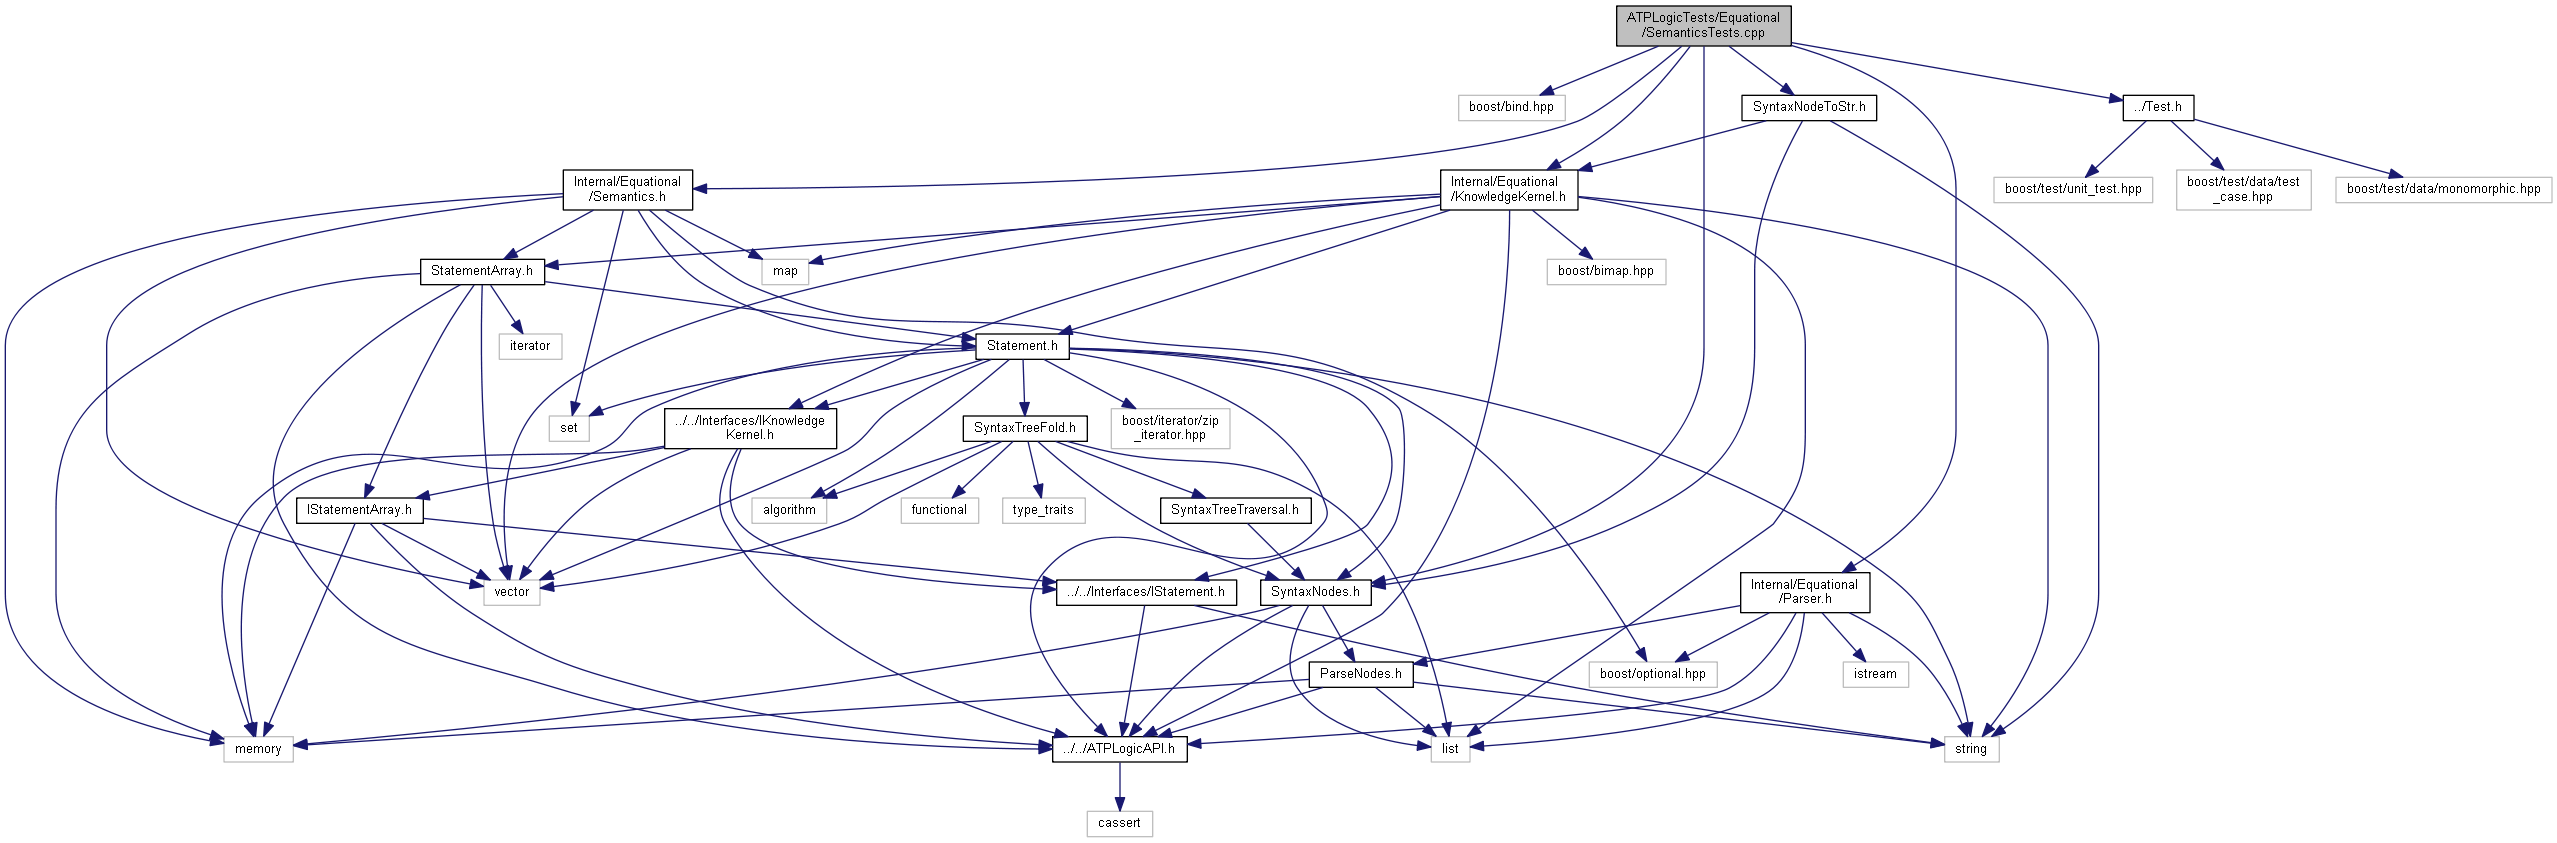 ATPLogicTests/Equational
/SemanticsTests.cpp
boost/bind.hpp
SyntaxNodeToStr.h
../Test.h
Internal/Equational
/Semantics.h
Internal/Equational
/KnowledgeKernel.h
boost/test/unit_test.hpp
boost/test/data/test
_case.hpp
boost/test/data/monomorphic.hpp
StatementArray.h
map
boost/bimap.hpp
iterator
Statement.h
set
../../Interfaces/IKnowledge
Kernel.h
SyntaxTreeFold.h
boost/iterator/zip
_iterator.hpp
IStatementArray.h
algorithm
functional
type_traits
SyntaxTreeTraversal.h
vector
../../Interfaces/IStatement.h
SyntaxNodes.h
Internal/Equational
/Parser.h
ParseNodes.h
boost/optional.hpp
istream
memory
../../ATPLogicAPI.h
list
string
cassert